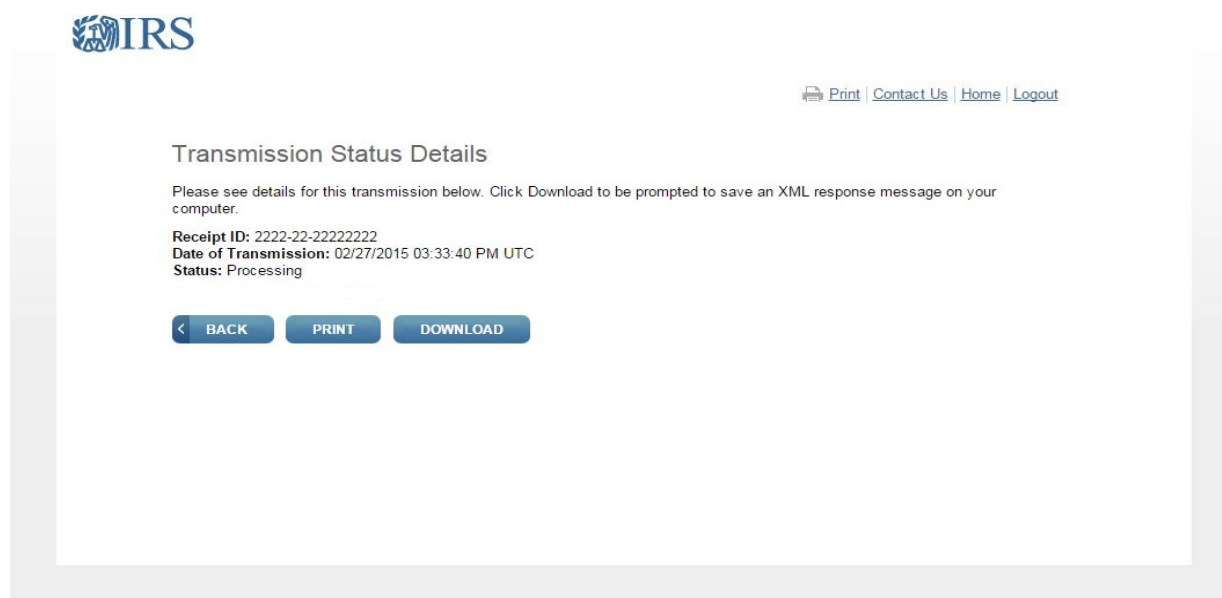 IRS
Print | Contact Us | Home | Logout
Transmission Status Details
Please see details for this transmission below. Click Download to be prompted to save an XML response message on your
computer.
Receipt ID: 2222-22-22222222
Date of Transmission: 02/27/2015 03:33:40 PM UTC
Status: Processing
BACK PRINT DOWNLOAD